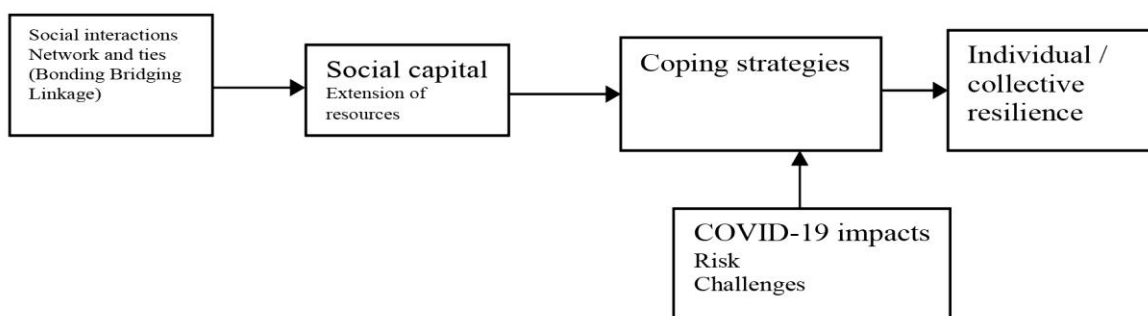 Social interactions
Network and ties
(Bonding Bridging
Linkage)
Social capital
Extension of
resources
Coping strategies
Individual /
collective
resilience
COVID-19 impacts
Risk
Challenges